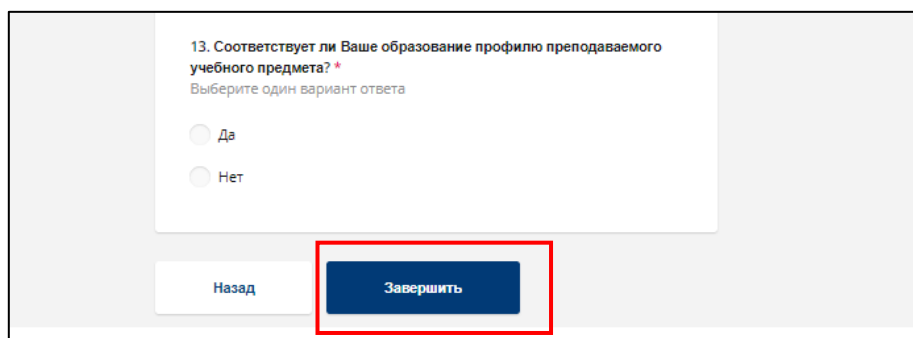 13. Соответствует ли Ваше образование профилю преподаваемого
учебного предмета? *
Выберите один вариант ответа
Да
Нет
Назад
Завершить